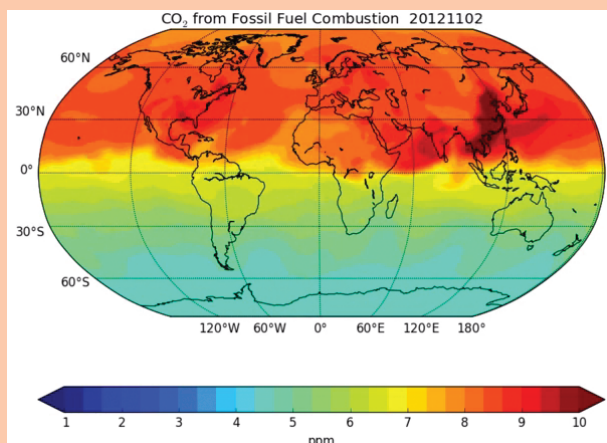 CO₂ from Fossil Fuel Combustion 20121102
60°N
30°N
0°
30°S
60°S
120°W 60°W 0° 60°E 120°E 180°
1 2 3 4 5 6 7 8 9 10
ppm